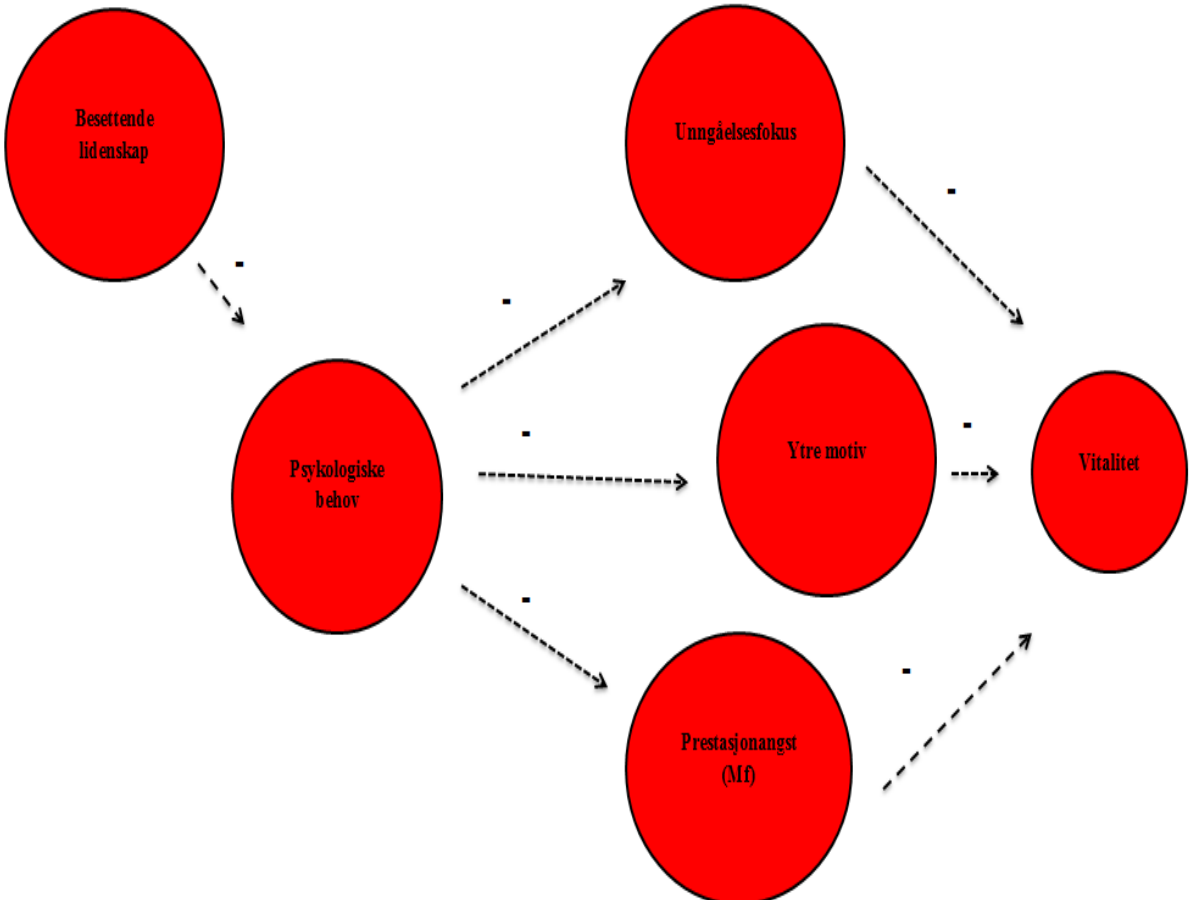 Besettende
lidenskap
-
Unngåelsesfokus
-
-
Psykologiske
behov
-
Ytre motiv
-
Vitalitet
-
Prestasjonangst
(Mf)
-